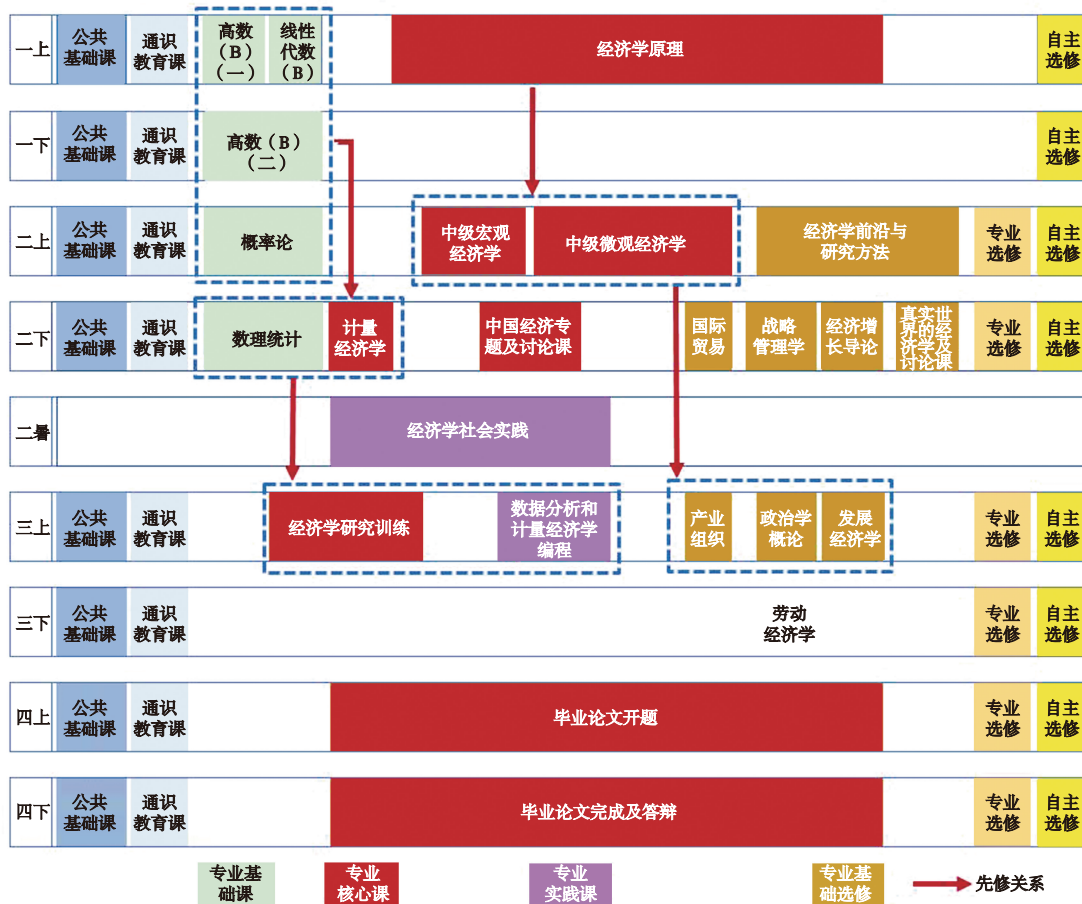 一上
公共
基础课
通识
教育课
高数
（B）
（一）
线性
代数
（B）
经济学原理
自主
选修
一下
公共
基础课
通识
教育课
高数（B）
（二）
自主
选修
二上
公共
基础课
通识
教育课
概率论
中级宏观
经济学
中级微观经济学
经济学前沿与
研究方法
专业
选修
自主
选修
二下
公共
基础课
通识
教育课
数理统计
计量
经济学
中国经济专
题及讨论课
国际
贸易
战略
管理学
经济增
长导论
真实世
界的经
济学及
讨论课
专业
选修
自主
选修
二暑
经济学社会实践
三上
公共
基础课
通识
教育课
经济学研究训练
数据分析和
计量经济学
编程
产业
组织
政治学
概论
发展
经济学
专业
选修
自主
选修
三下
公共
基础课
通识
教育课
劳动
经济学
专业
选修
自主
选修
四上
公共
基础课
通识
教育课
毕业论文开题
专业
选修
自主
选修
四下
公共
基础课
通识
教育课
毕业论文完成及答辩
专业
选修
自主
选修
专业基
础课
专业
核心课
专业
实践课
专业基
础选修
先修关系